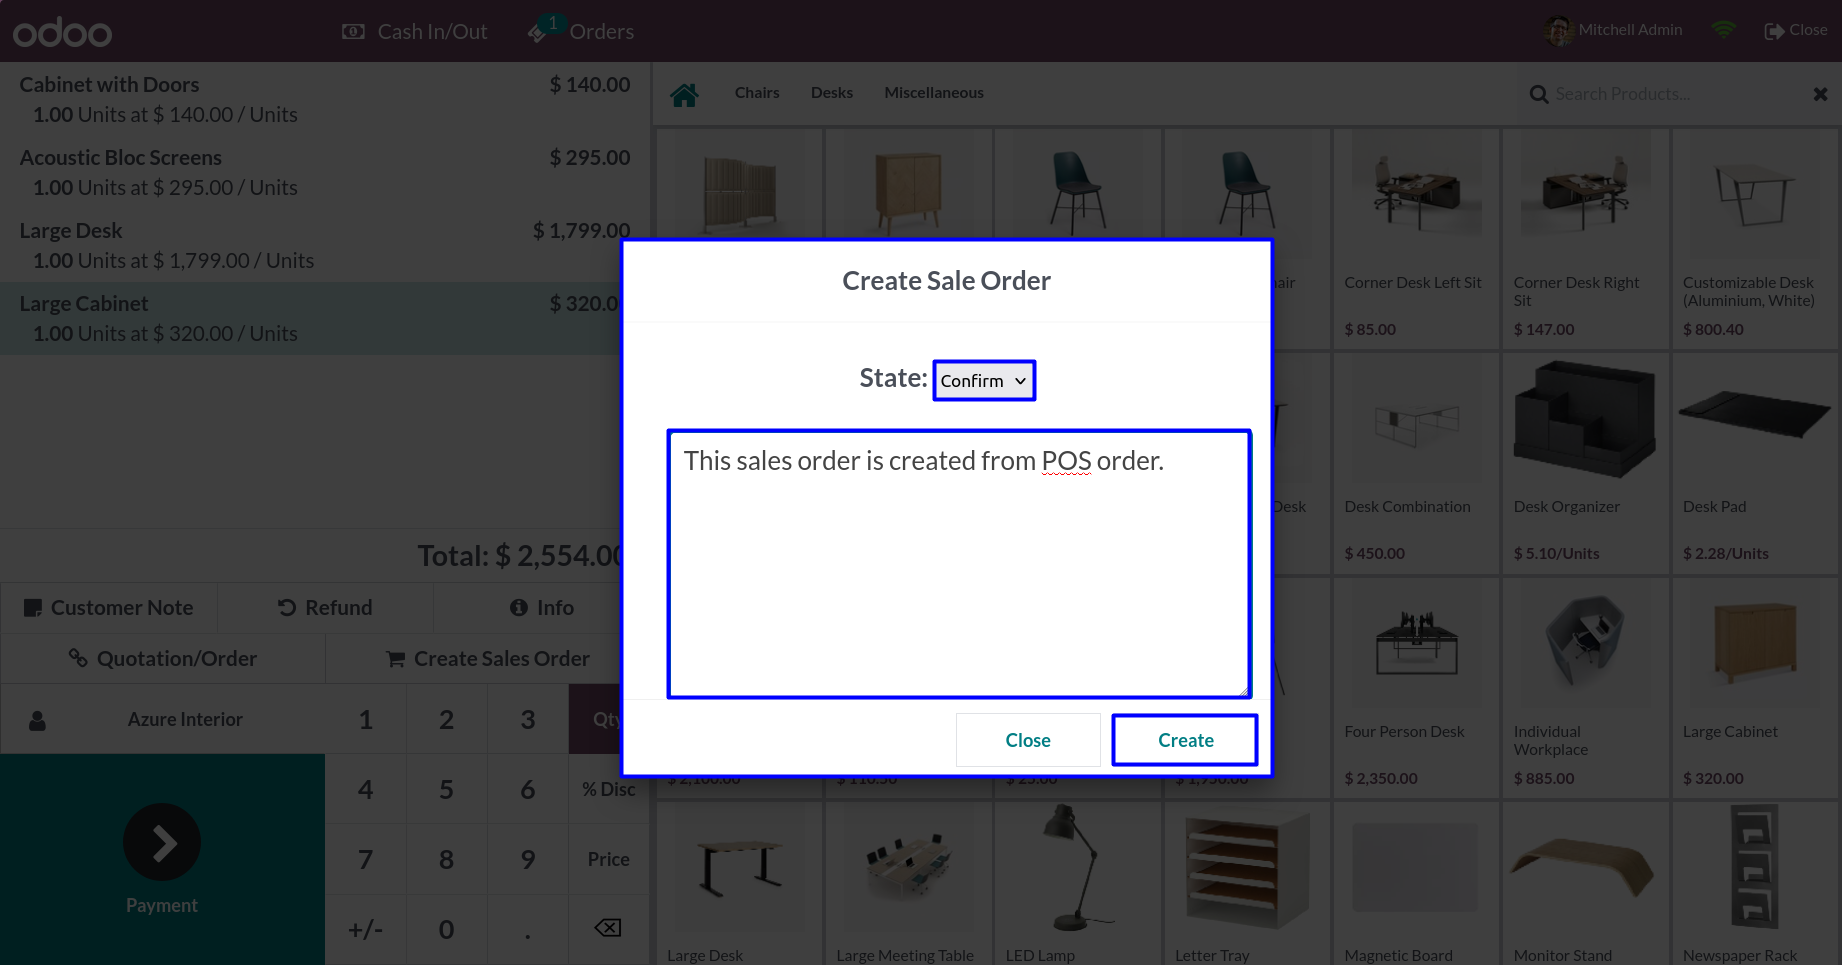 odoo
Cash In/Out
1
Orders
Mitchell Admin
Close
Cabinet with Doors $ 140.00
1.00 Units at $ 140.00 / Units
Acoustic Bloc Screens $ 295.00
1.00 Units at $ 295.00 / Units
Large Desk $ 1,799.00
1.00 Units at $ 1,799.00 / Units
Large Cabinet $ 320.0
1.00 Units at $ 320.00 / Units
Total: $ 2,554.00
Customer Note Refund Info
Quotation/Order Create Sales Order
Azure Interior 1 2 3 Qty
4 5 6 % Disc
7 8 9 Price
+/- 0 .
Payment
Chairs Desks Miscellaneous Search Products...
Corner Desk Left Sit
$ 85.00
Corner Desk Right
Sit
$ 147.00
Customizable Desk
(Aluminium, White)
$ 800.40
Desk
Desk Combination
$ 450.00
Desk Organizer
$ 5.10/Units
Desk Pad
$ 2.28/Units
Four Person Desk
$ 2,350.00
Individual
Workplace
$ 885.00
Large Cabinet
$ 320.00
Large Desk Large Meeting Table LED Lamp Letter Tray Magnetic Board Monitor Stand Newspaper Rack
Create Sale Order
State: Confirm
This sales order is created from POS order.
Close Create